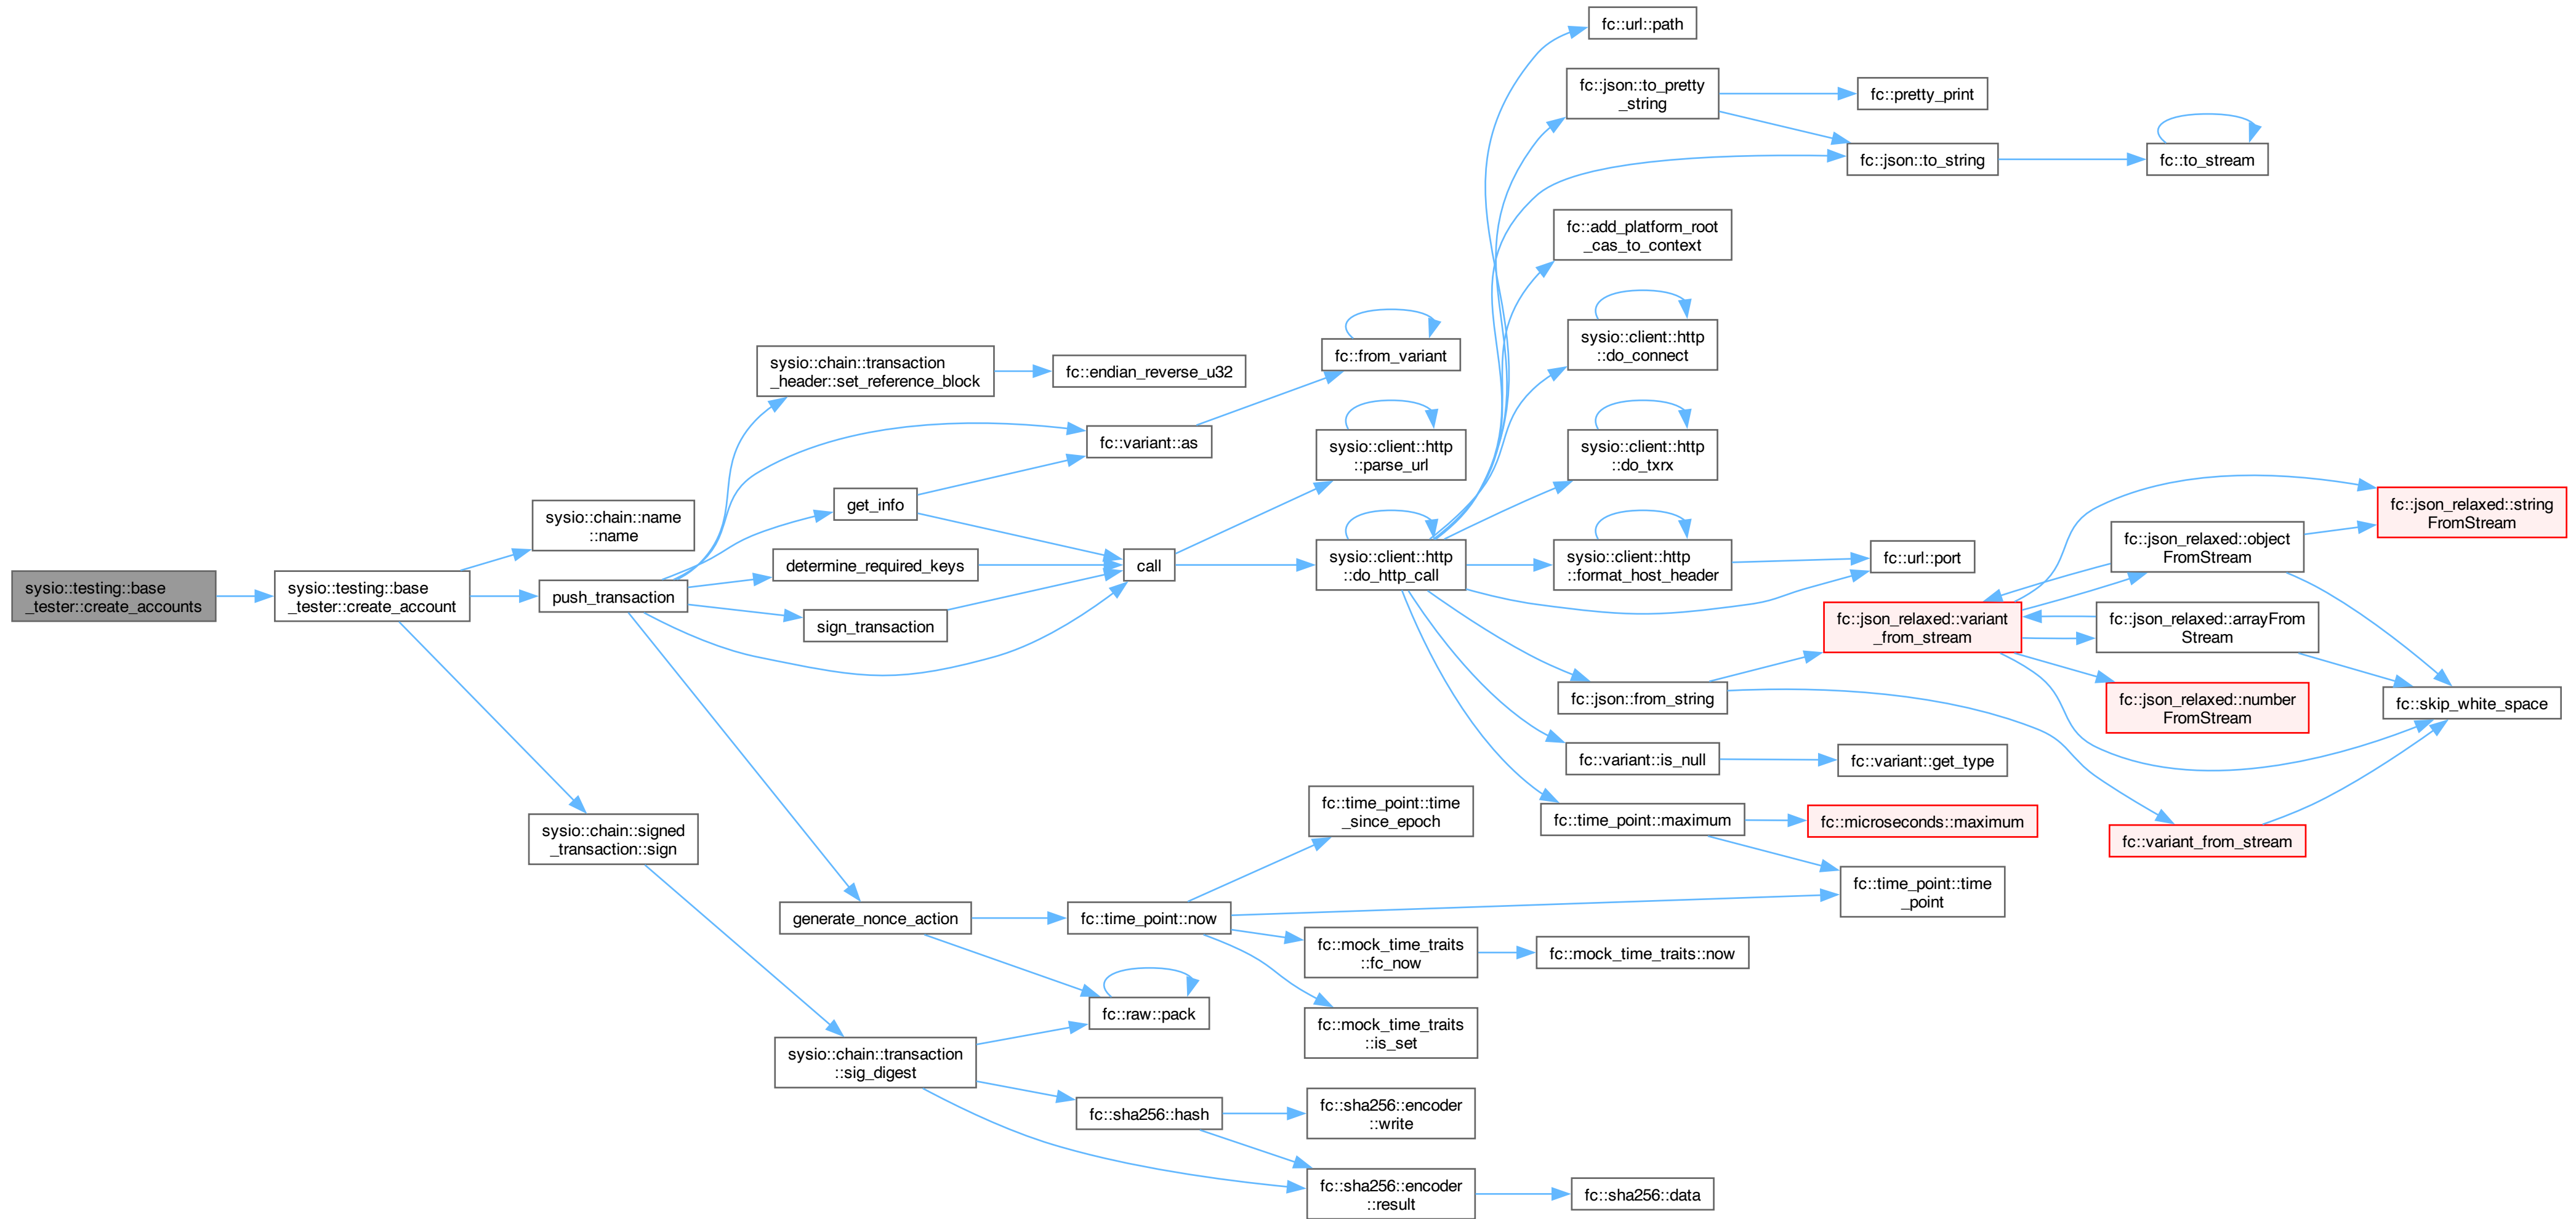 sysio::testing::base
_tester::create_accounts
sysio::testing::base
_tester::create_account
sysio::chain::name
::name
push_transaction
sysio::chain::signed
_transaction::sign
sysio::chain::transaction
_header::set_reference_block
get_info
determine_required_keys
sign_transaction
generate_nonce_action
sysio::chain::transaction
::sig_digest
fc::endian_reverse_u32
fc::variant::as
call
fc::time_point::now
fc::raw::pack
fc::sha256::hash
fc::from_variant
sysio::client::http
::parse_url
sysio::client::http
::do_http_call
fc::time_point::time
_since_epoch
fc::mock_time_traits
::fc_now
fc::mock_time_traits
::is_set
fc::sha256::encoder
::write
fc::sha256::encoder
::result
fc::url::path
fc::json::to_pretty
_string
fc::add_platform_root
_cas_to_context
sysio::client::http
::do_connect
sysio::client::http
::do_txrx
sysio::client::http
::format_host_header
fc::json::from_string
fc::variant::is_null
fc::time_point::maximum
fc::mock_time_traits::now
fc::sha256::data
fc::pretty_print
fc::json::to_string
fc::url::port
fc::json_relaxed::variant
_from_stream
fc::variant::get_type
fc::microseconds::maximum
fc::time_point::time
_point
fc::to_stream
fc::json_relaxed::object
FromStream
fc::json_relaxed::arrayFrom
Stream
fc::json_relaxed::number
FromStream
fc::variant_from_stream
fc::json_relaxed::string
FromStream
fc::skip_white_space